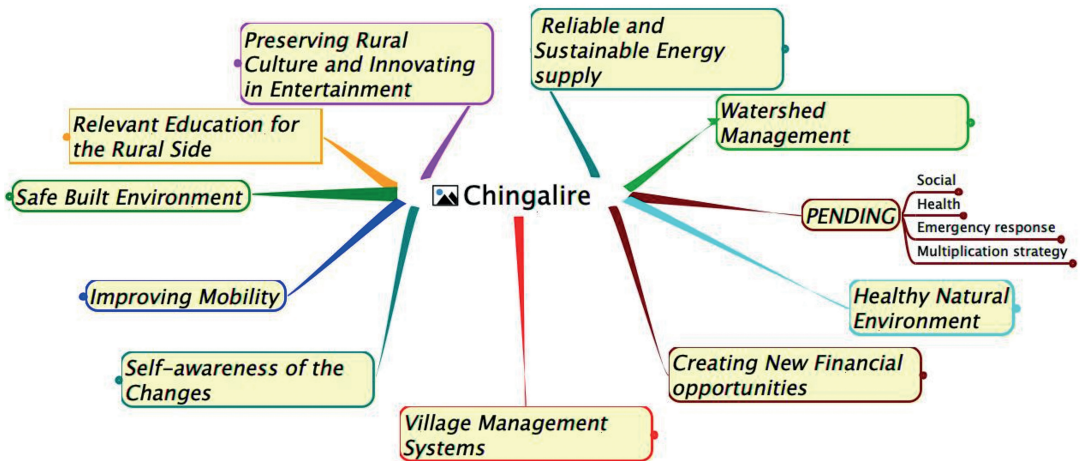 Preserving Rural
Culture and Innovating
in Entertainment
Reliable and
Sustainable Energy
supply
Relevant Education for
the Rural Side
Watershed
Management
Safe Built Environment
Chingalire
PENDING
Social
Health
Emergency response
Multiplication strategy
Improving Mobility
Healthy Natural
Environment
Self-awareness of the
Changes
Creating New Financial
opportunities
Village Management
Systems